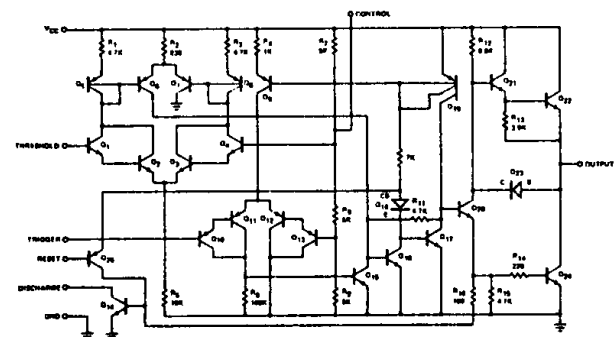 CONTROL
VCC
R1
4.7K
R2
830
R3
4.7K
R4
1K
R7
5K
R12
6.8K
Q5
Q6
Q7
Q8
Q9
Q19
Q21
Q22
R13
3.9K
THRESHOLD
Q1
Q2
Q3
Q4
7K
OUTPUT
CB
Q18
E
R11
4.7K
Q20
C
Q23
B
Q11
Q12
R8
5K
Q17
TRIGGER
Q10
Q13
Q16
RESET
Q25
Q15
R14
220
Q24
DISCHARGE
R5
10K
R6
100K
R9
5K
R16
100
R15
4.7K
Q14
GND